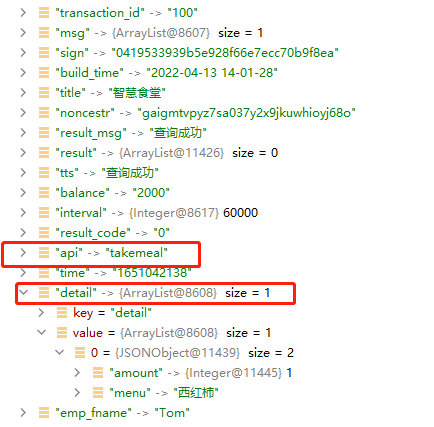 "transaction_id" -> "100"
"msg" -> {ArrayList@8607} size = 1
"sign" -> "0419533939b5e928f66e7ecc70b9f8ea"
"build_time" -> "2022-04-13 14-01-28"
"title" -> "智慧食堂"
"noncestr" -> "gaigmtvpyz7sa037y2x9jkuwhioyj68o"
"result_msg" -> "查询成功"
"result" -> {ArrayList@11426} size = 0
"tts" -> "查询成功"
"balance" -> "2000"
"interval" -> {Integer@8617} 60000
"result_code" -> "0"
"api" -> "takemeal"
"time" -> "1651042138"
"detail" -> {ArrayList@8608} size = 1
key = "detail"
value = {ArrayList@8608} size = 1
0 = {JSONObject@11439} size = 2
"amount" -> {Integer@11445} 1
"menu" -> "西红柿"
"emp_fname" -> "Tom"